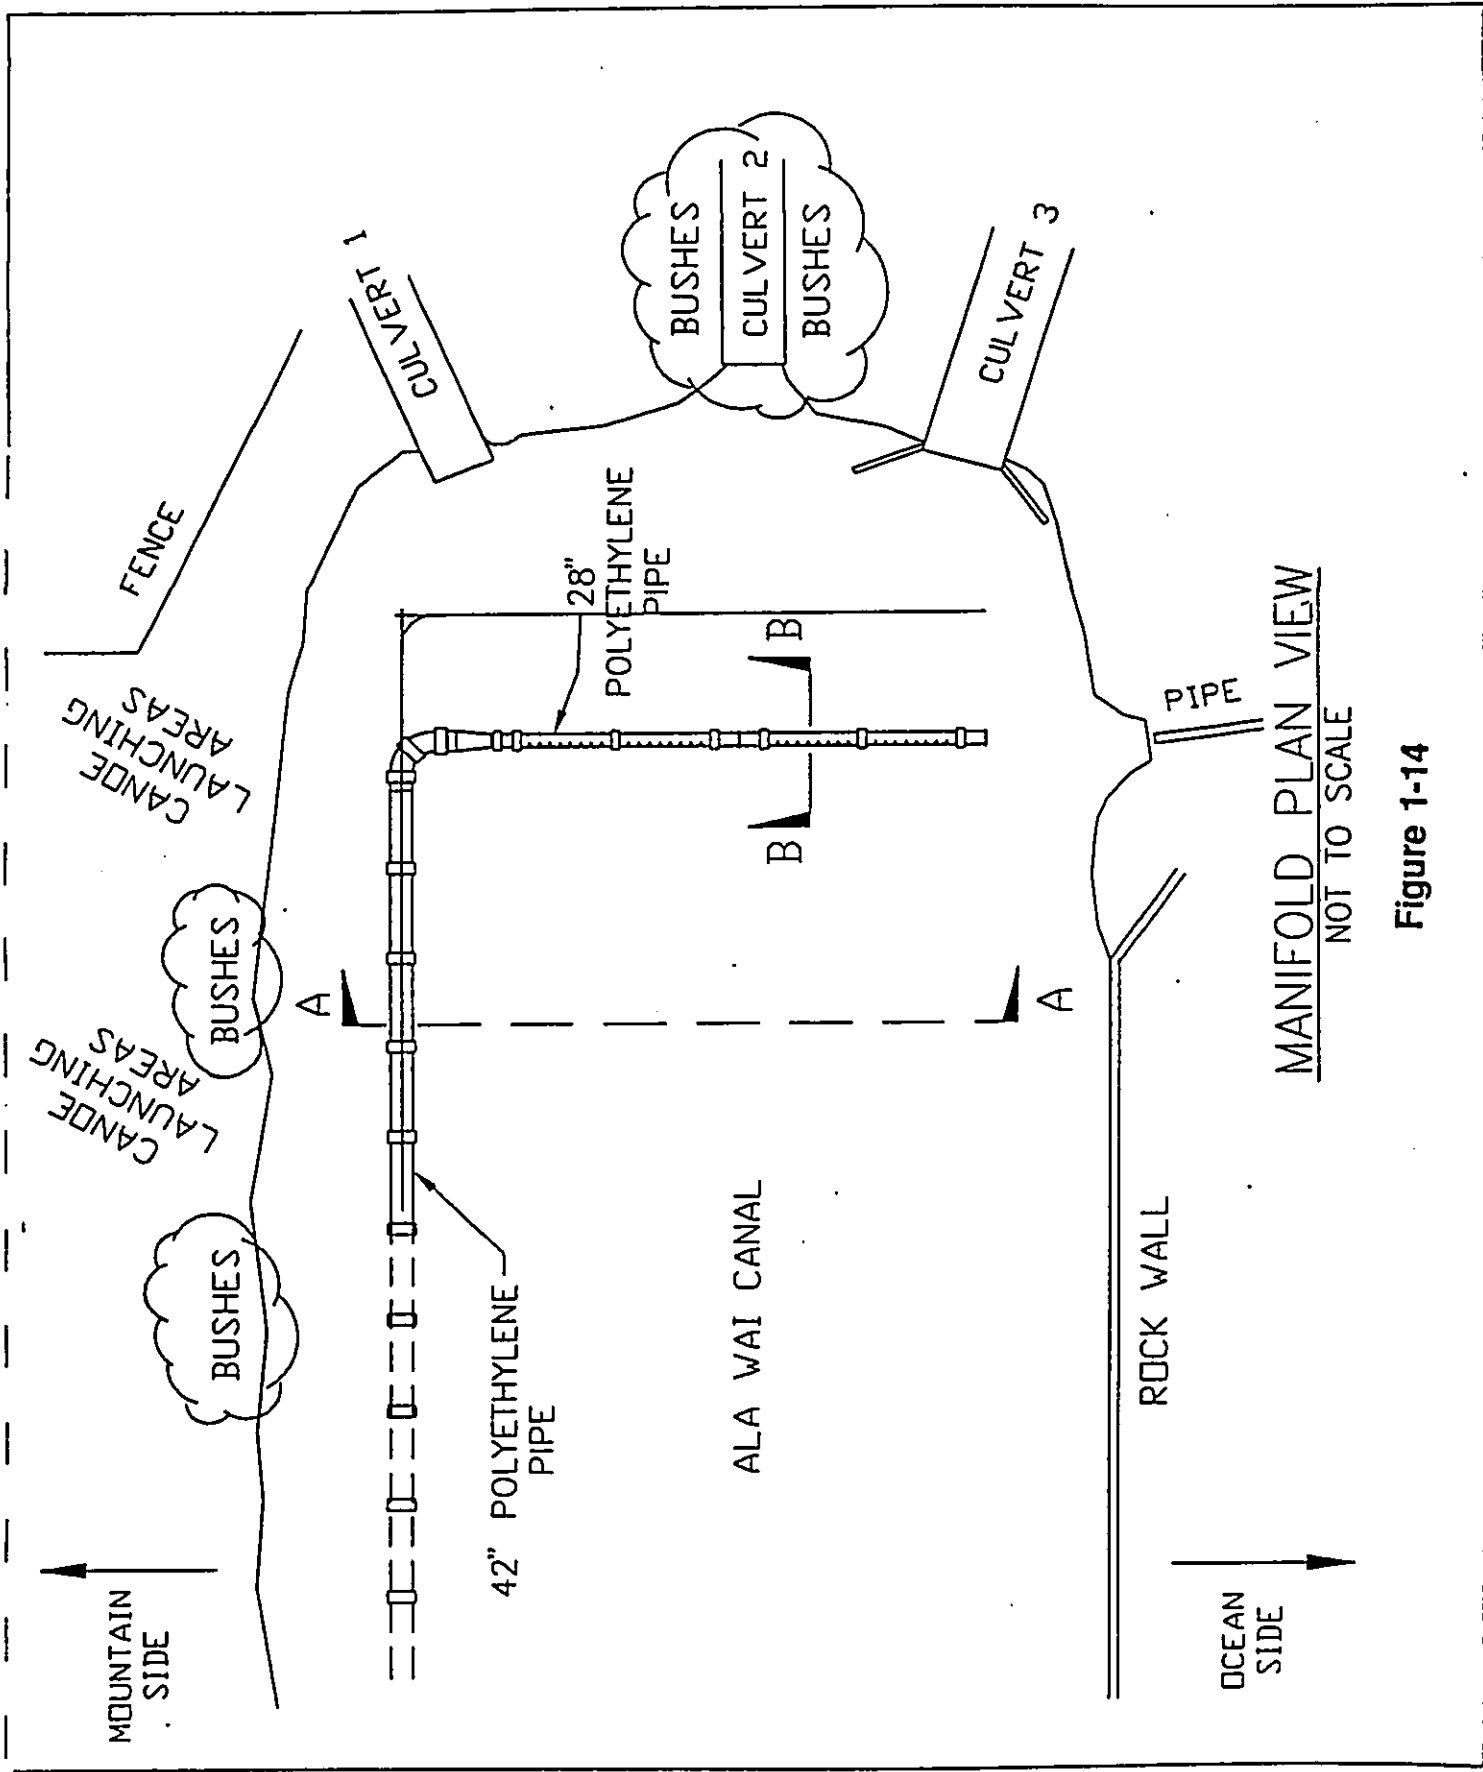 MOUNTAIN
SIDE
BUSHES
CANOE
LAUNCHING
AREAS
BUSHES
CANOE
LAUNCHING
AREAS
FENCE
CULVERT 1
BUSHES
CULVERT 2
BUSHES
CULVERT 3
28"
POLYETHYLENE
PIPE
A
A
B
B
42" POLYETHYLENE
PIPE
ALA WAI CANAL
ROCK WALL
PIPE
OCEAN
SIDE
MANIFOLD PLAN VIEW
NOT TO SCALE
Figure 1-14